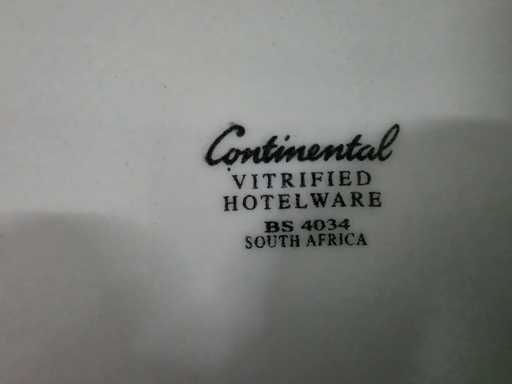 Continental
VITRIFIED
HOTELWARE
BS 4034
SOUTH AFRICA